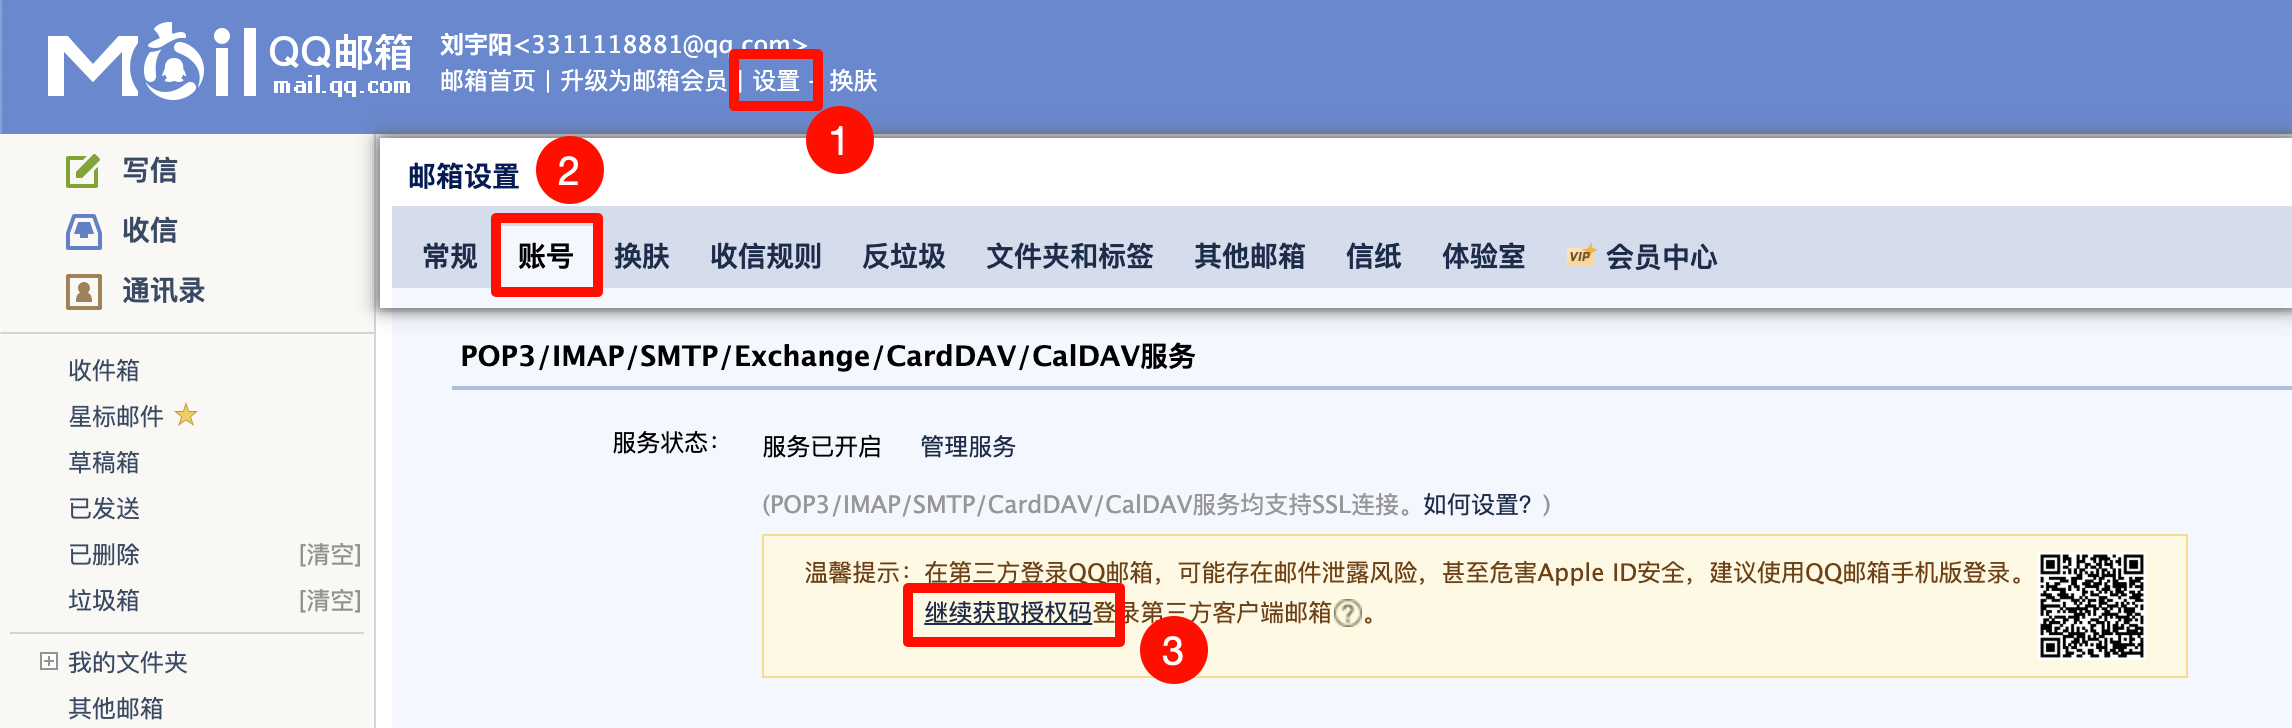 Mail QQ邮箱
mail.qq.com
刘宇阳<3311118881@qq.com>
邮箱首页 | 升级为邮箱会员 | 设置 - 换肤
1
写信
收信
通讯录
收件箱
星标邮件
草稿箱
已发送
已删除 [清空]
垃圾箱 [清空]
我的文件夹
其他邮箱
邮箱设置
2
常规 账号 换肤 收信规则 反垃圾 文件夹和标签 其他邮箱 信纸 体验室 VIP 会员中心
POP3/IMAP/SMTP/Exchange/CardDAV/CalDAV服务
服务状态： 服务已开启 管理服务
(POP3/IMAP/SMTP/CardDAV/CalDAV服务均支持SSL连接。如何设置？)
温馨提示：在第三方登录QQ邮箱，可能存在邮件泄露风险，甚至危害Apple ID安全，建议使用QQ邮箱手机版登录。
继续获取授权码登录第三方客户端邮箱?。
3